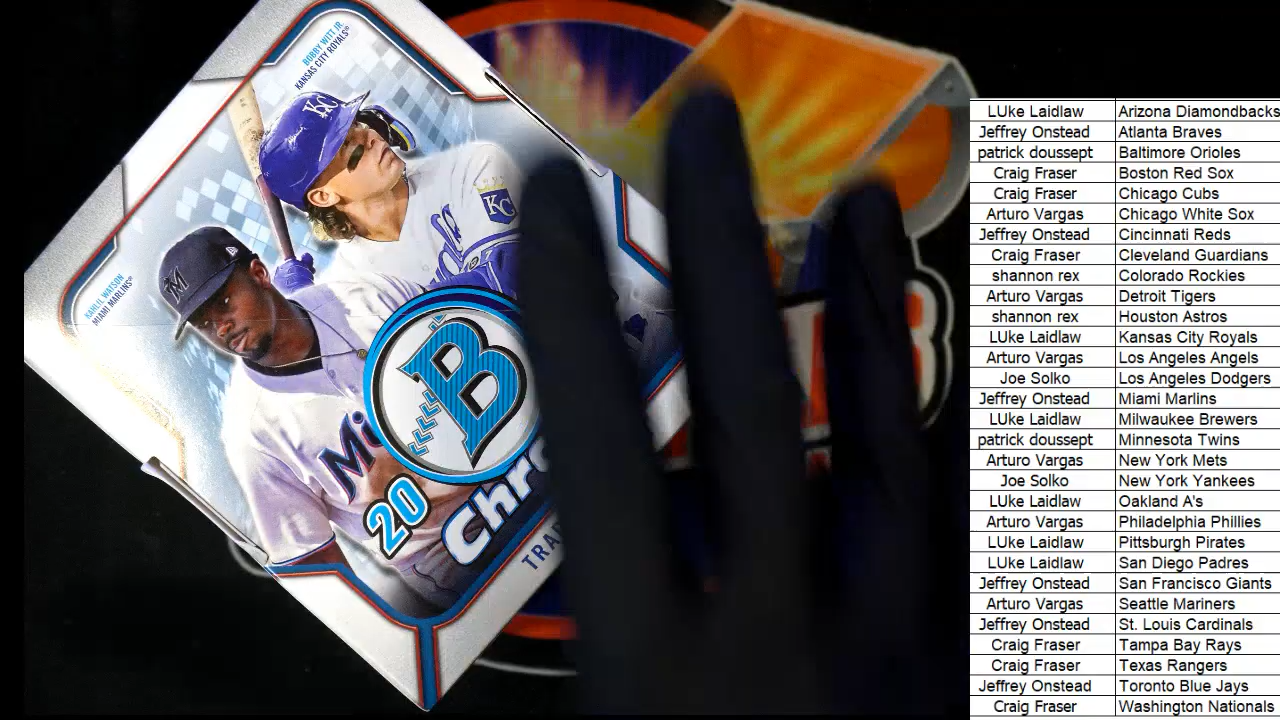 BOBBY WITT JR.
KANSAS CITY ROYALS®
KC
KC
KAHLIL WATSON
MIAMI MARLINS®
M
Mi
B
20
Chro
TRA
LUke Laidlaw Arizona Diamondbacks
Jeffrey Onstead Atlanta Braves
patrick doussept Baltimore Orioles
Craig Fraser Boston Red Sox
Craig Fraser Chicago Cubs
Arturo Vargas Chicago White Sox
Jeffrey Onstead Cincinnati Reds
Craig Fraser Cleveland Guardians
shannon rex Colorado Rockies
Arturo Vargas Detroit Tigers
shannon rex Houston Astros
LUke Laidlaw Kansas City Royals
Arturo Vargas Los Angeles Angels
Joe Solko Los Angeles Dodgers
Jeffrey Onstead Miami Marlins
LUke Laidlaw Milwaukee Brewers
patrick doussept Minnesota Twins
Arturo Vargas New York Mets
Joe Solko New York Yankees
LUke Laidlaw Oakland A's
Arturo Vargas Philadelphia Phillies
LUke Laidlaw Pittsburgh Pirates
LUke Laidlaw San Diego Padres
Jeffrey Onstead San Francisco Giants
Arturo Vargas Seattle Mariners
Jeffrey Onstead St. Louis Cardinals
Craig Fraser Tampa Bay Rays
Craig Fraser Texas Rangers
Jeffrey Onstead Toronto Blue Jays
Craig Fraser Washington Nationals